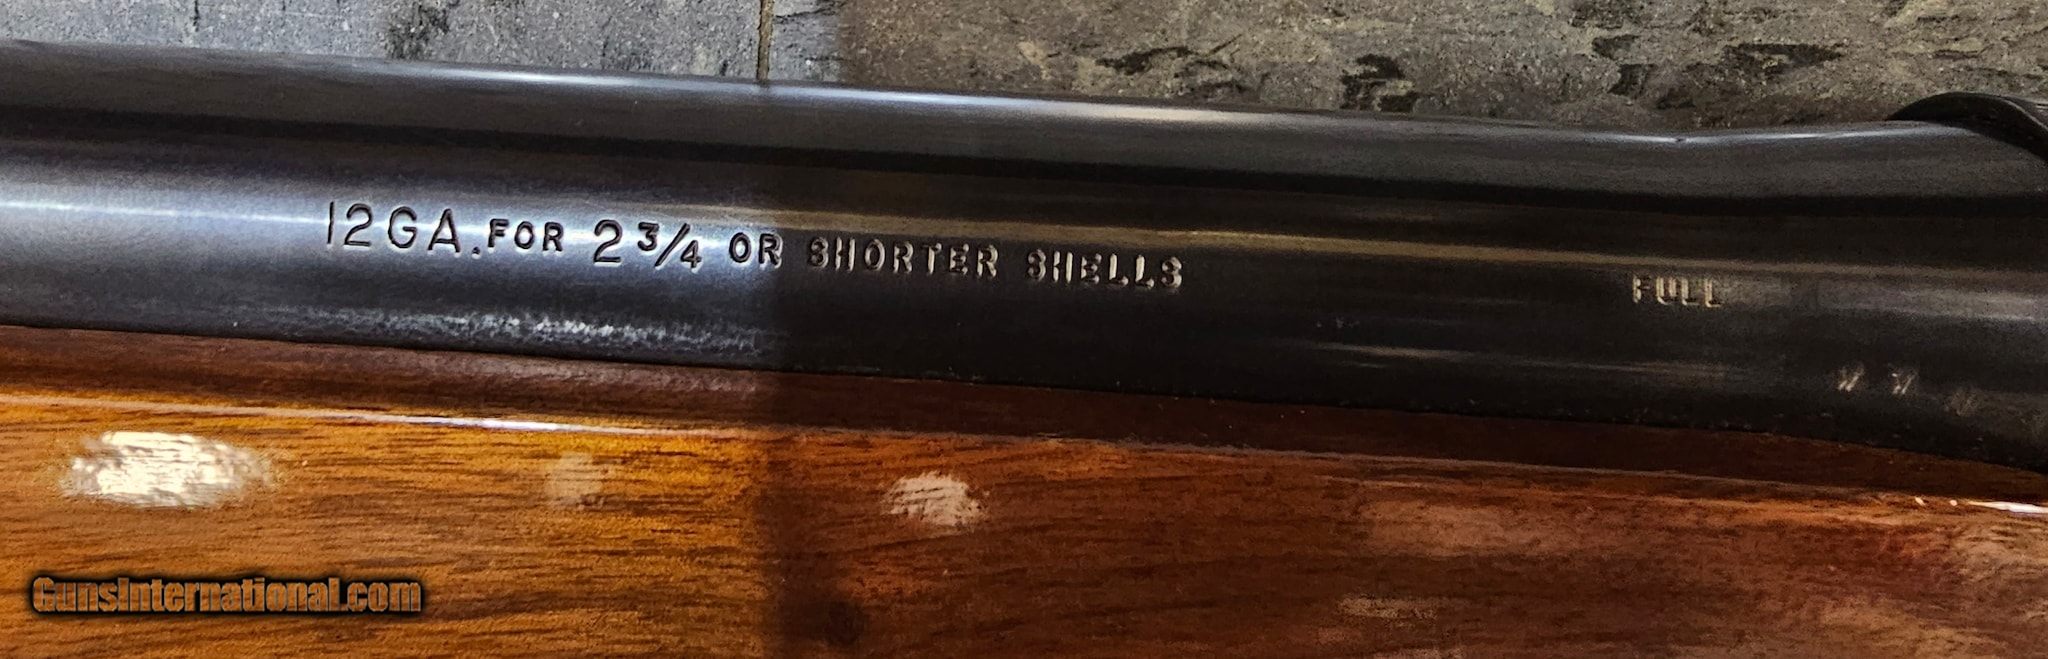 12GA. FOR 2 3/4 OR SHORTER SHELLS
FULL
GunsInternational.com